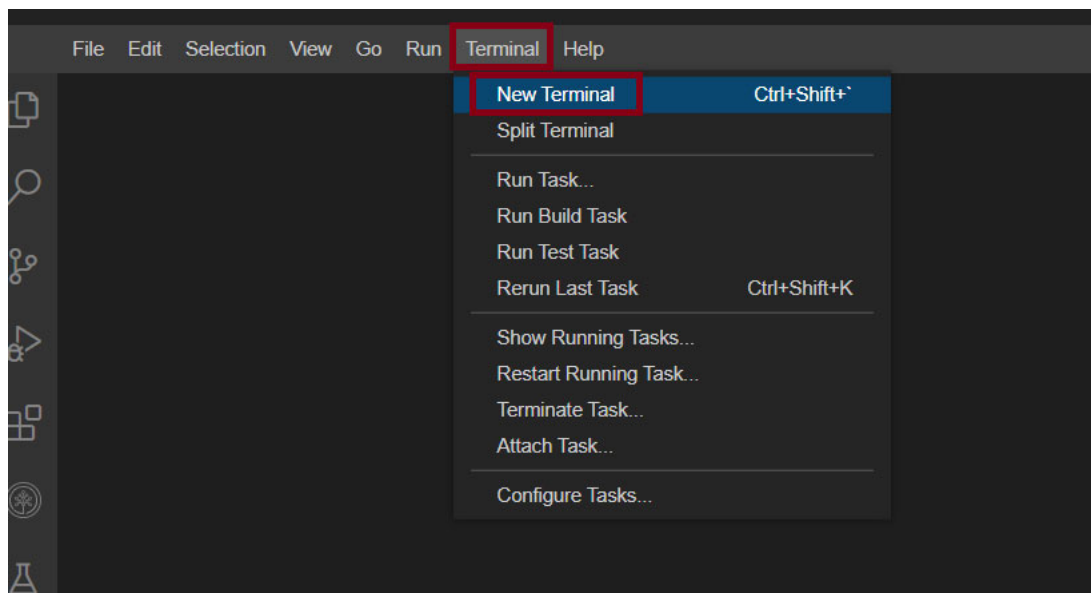 File Edit Selection View Go Run Terminal Help
New Terminal Ctrl+Shift+`
Split Terminal
Run Task...
Run Build Task
Run Test Task
Rerun Last Task Ctrl+Shift+K
Show Running Tasks...
Restart Running Task...
Terminate Task...
Attach Task...
Configure Tasks...